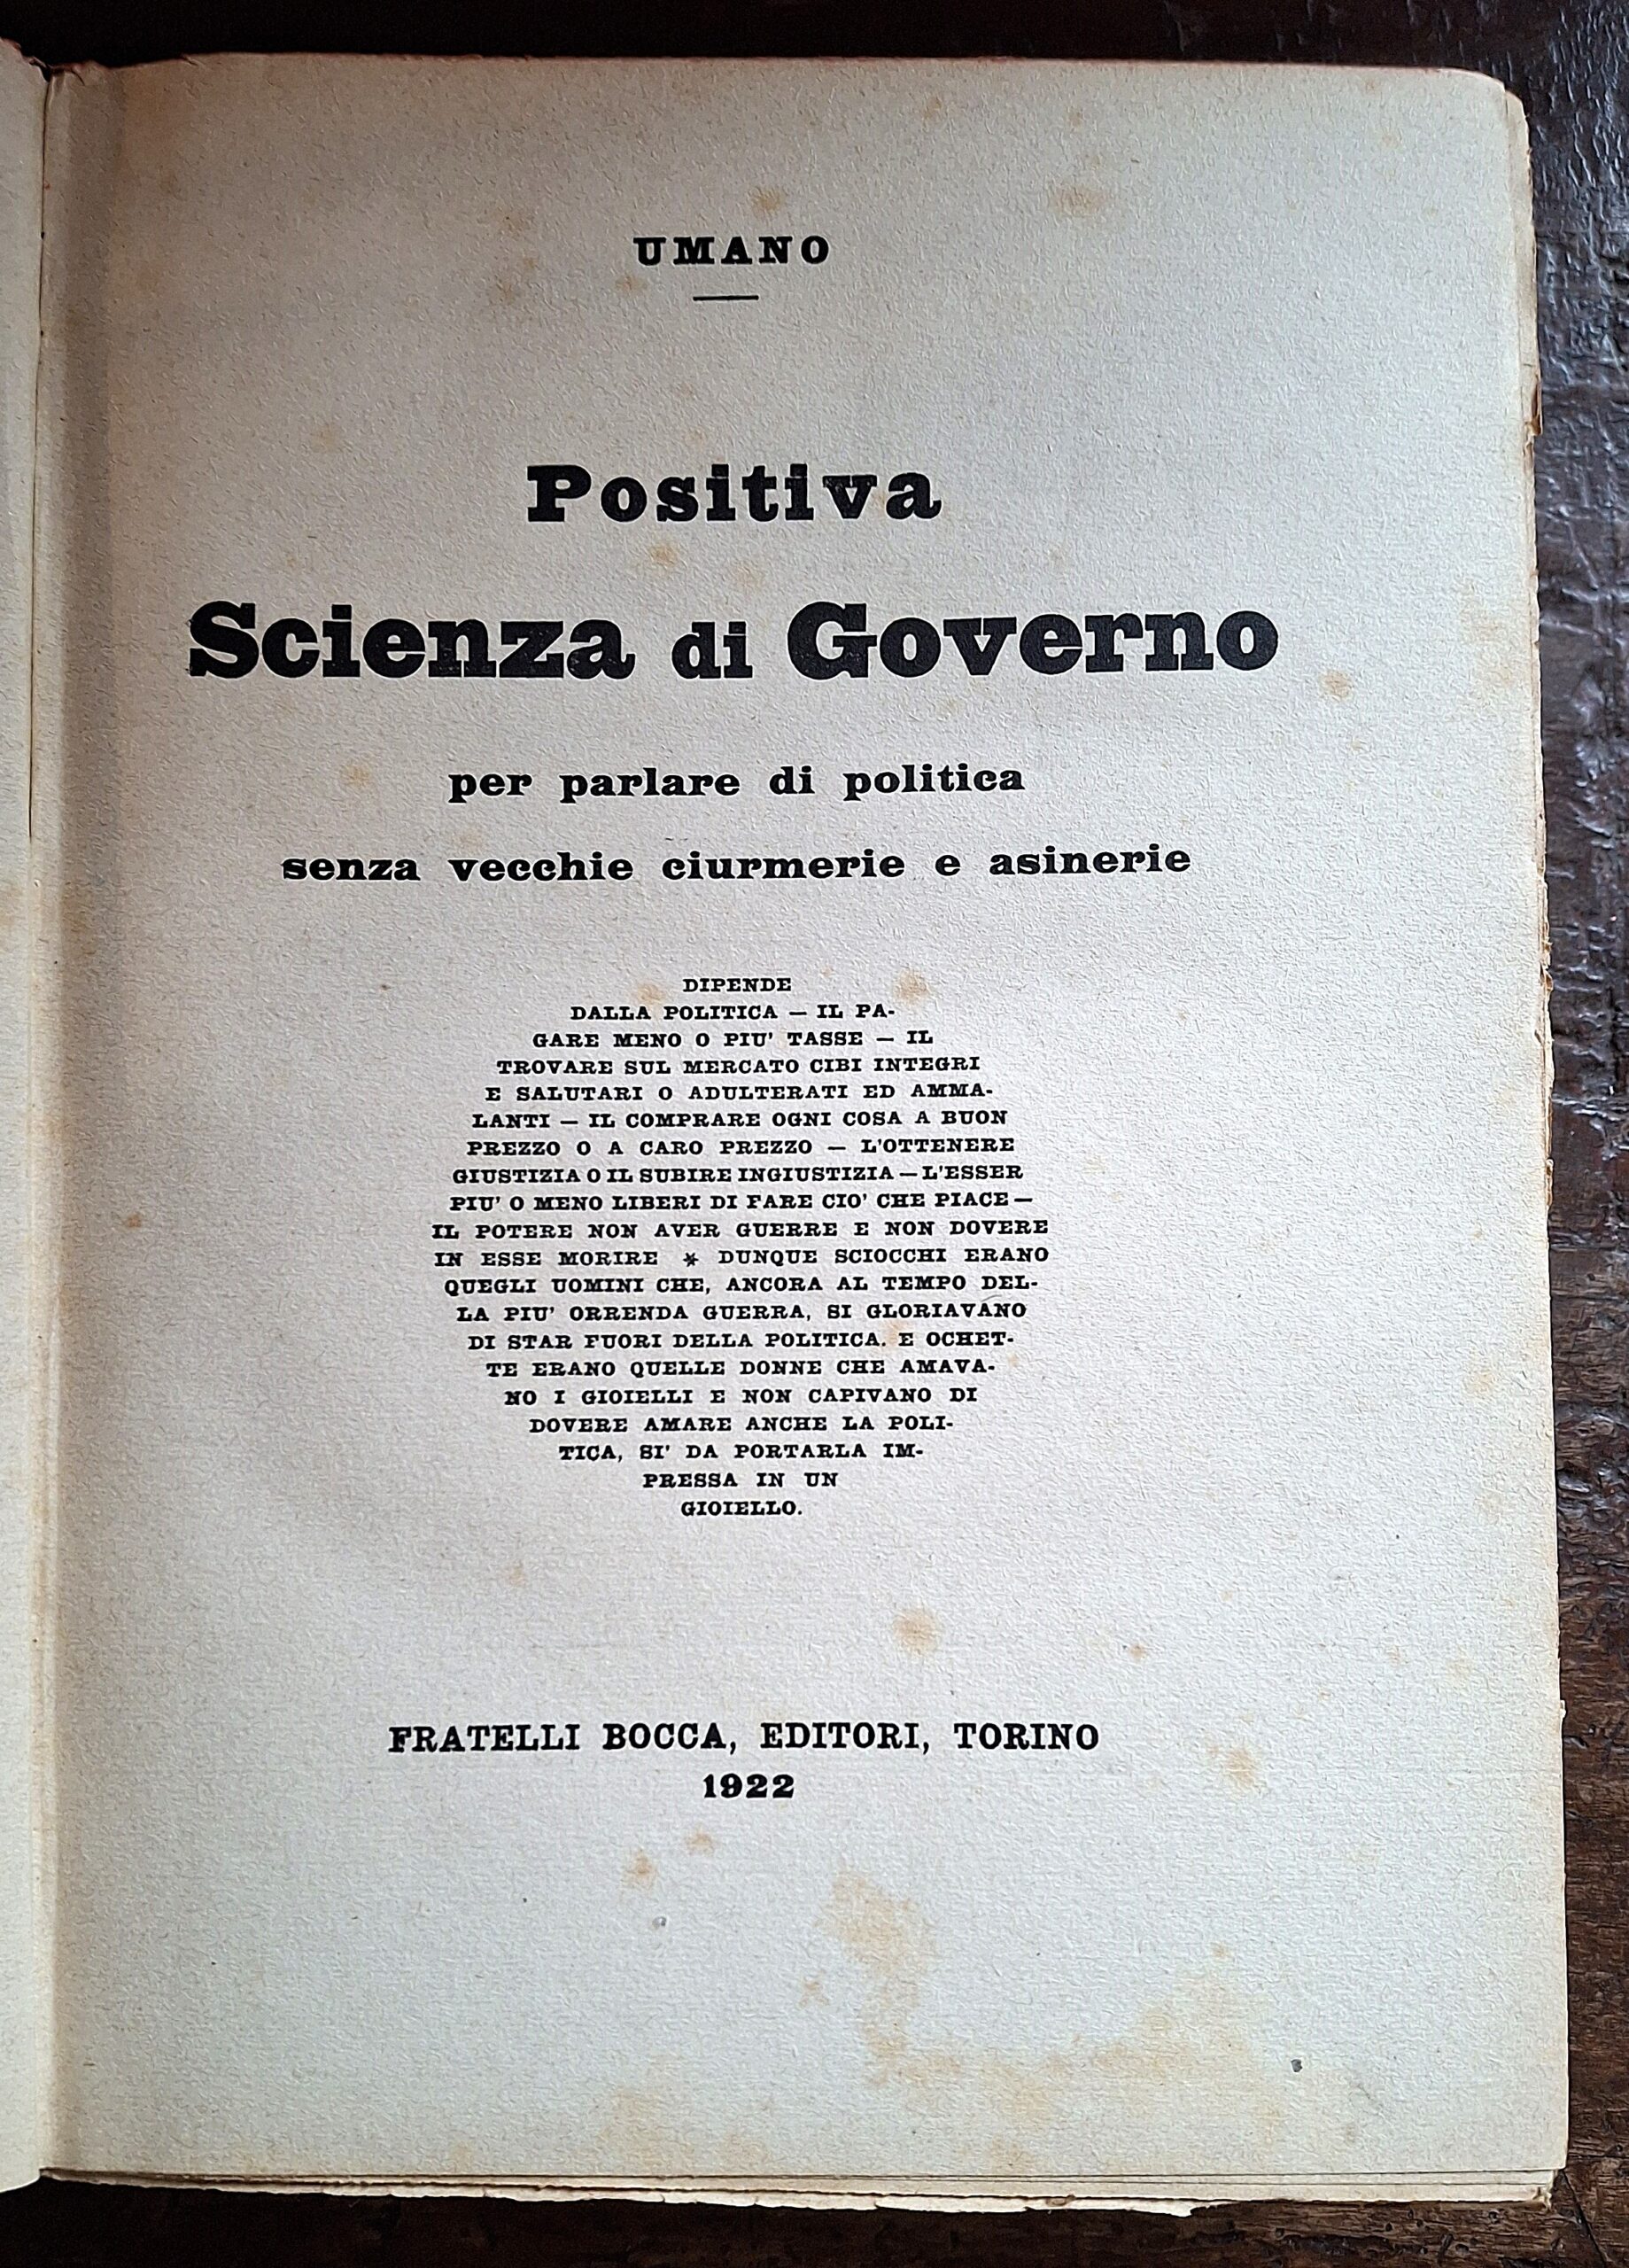 UMANO
Positiva
Scienza di Governo
per parlare di politica
senza vecchie ciurmerie e asinerie
DIPENDE
DALLA POLITICA — IL PA-
GARE MENO O PIU' TASSE — IL
TROVARE SUL MERCATO CIBI INTEGRI
E SALUTARI O ADULTERATI ED AMMA-
LANTI — IL COMPRARE OGNI COSA A BUON
PREZZO O A CARO PREZZO — L'OTTENERE
GIUSTIZIA O IL SUBIRE INGIUSTIZIA — L'ESSER
PIU' O MENO LIBERI DI FARE CIO' CHE PIACE —
IL POTERE NON AVER GUERRE E NON DOVERE
IN ESSE MORIRE * DUNQUE SCIOCCHI ERANO
QUEGLI UOMINI CHE, ANCORA AL TEMPO DEL-
LA PIU' ORRENDA GUERRA, SI GLORIAVANO
DI STAR FUORI DELLA POLITICA. E OCHET-
TE ERANO QUELLE DONNE CHE AMAVA-
NO I GIOIELLI E NON CAPIVANO DI
DOVERE AMARE ANCHE LA POLI-
TICA, SI' DA PORTARLA IM-
PRESSA IN UN
GIOIELLO.
FRATELLI BOCCA, EDITORI, TORINO
1922